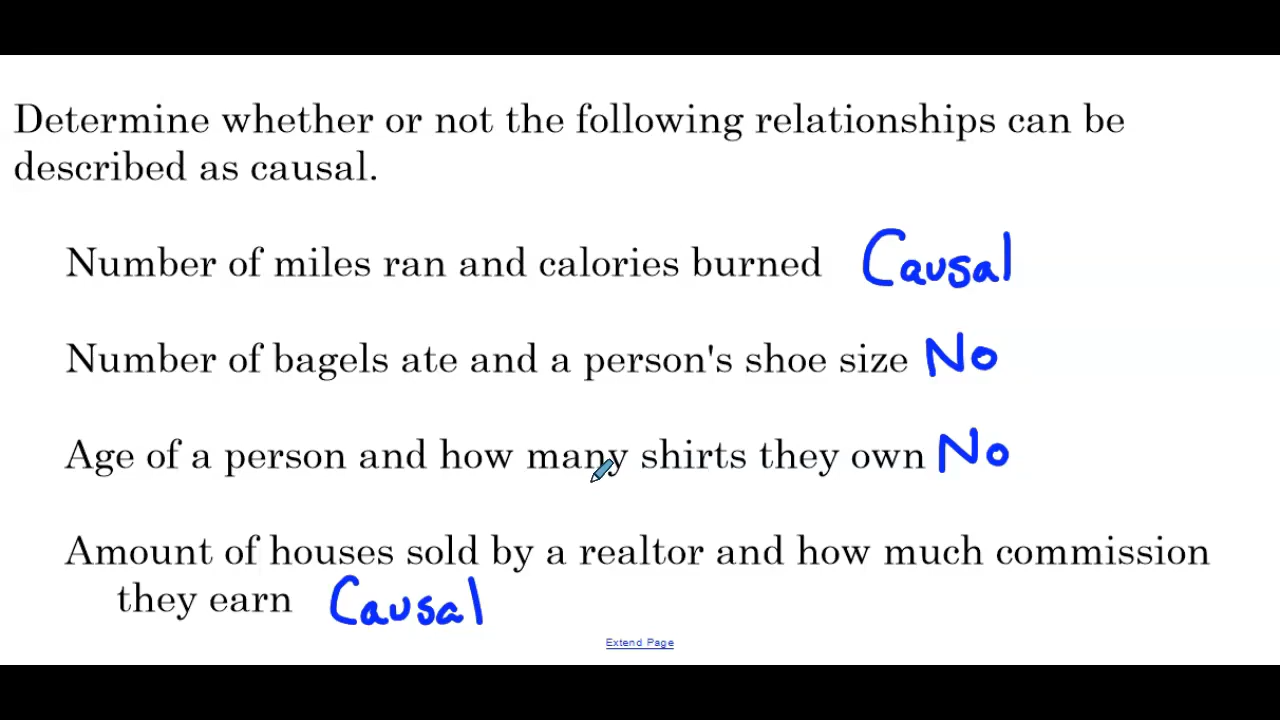 Determine whether or not the following relationships can be
described as causal.
Number of miles ran and calories burned Causal
Number of bagels ate and a person's shoe size No
Age of a person and how many shirts they own No
Amount of houses sold by a realtor and how much commission
they earn Causal
Extend Page